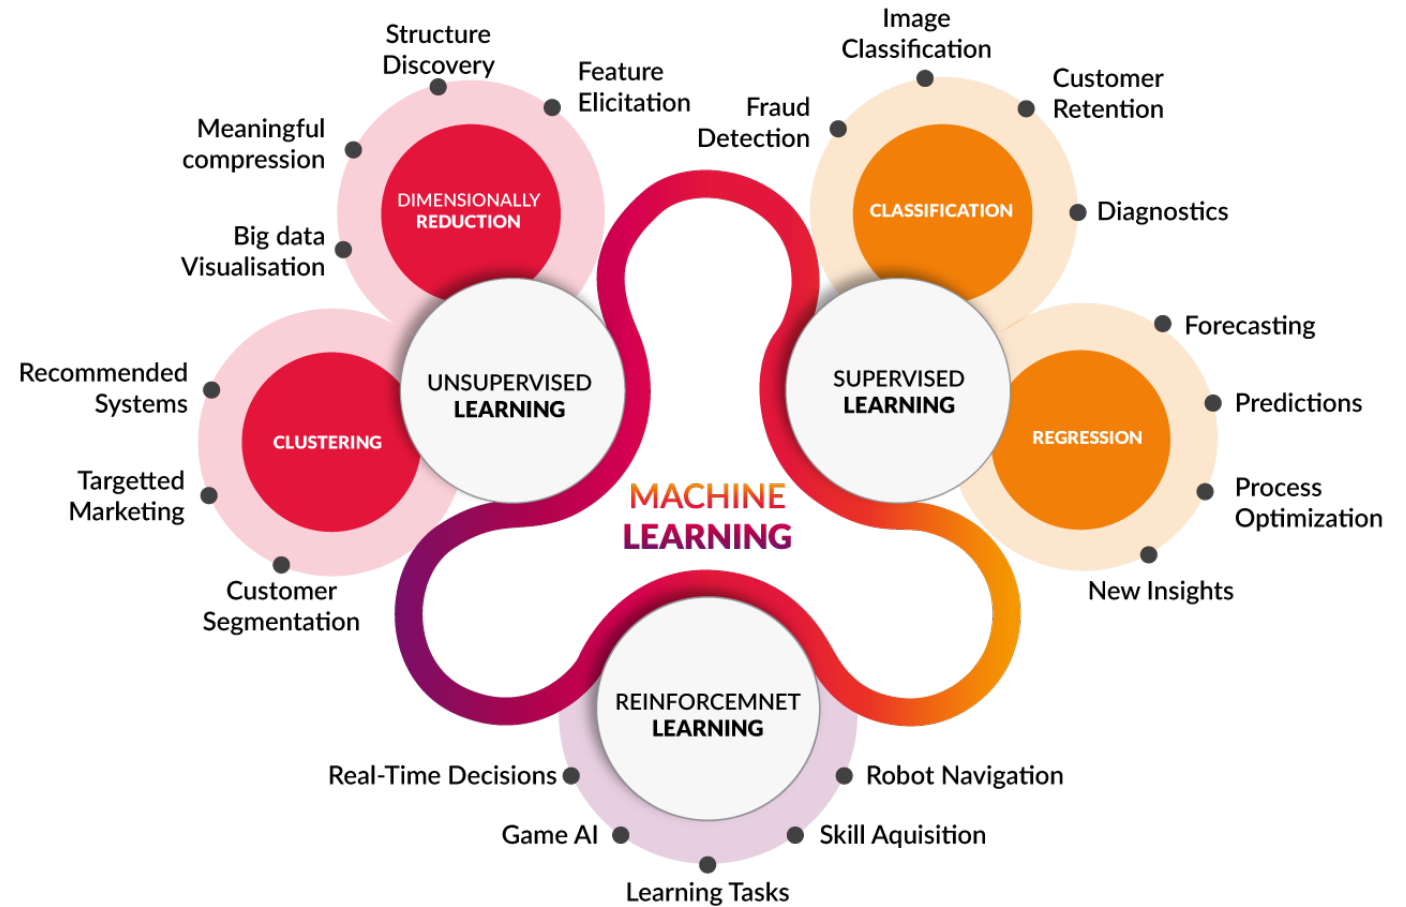 Structure
Discovery
Feature
Elicitation
Meaningful
compression
Big data
Visualisation
DIMENSIONALLY
REDUCTION
Image
Classification
Customer
Retention
Fraud
Detection
Diagnostics
CLASSIFICATION
Recommended
Systems
Targetted
Marketing
Customer
Segmentation
CLUSTERING
UNSUPERVISED
LEARNING
SUPERVISED
LEARNING
Forecasting
Predictions
Process
Optimization
New Insights
REGRESSION
MACHINE
LEARNING
REINFORCEMNET
LEARNING
Real-Time Decisions
Game AI
Learning Tasks
Skill Aquisition
Robot Navigation